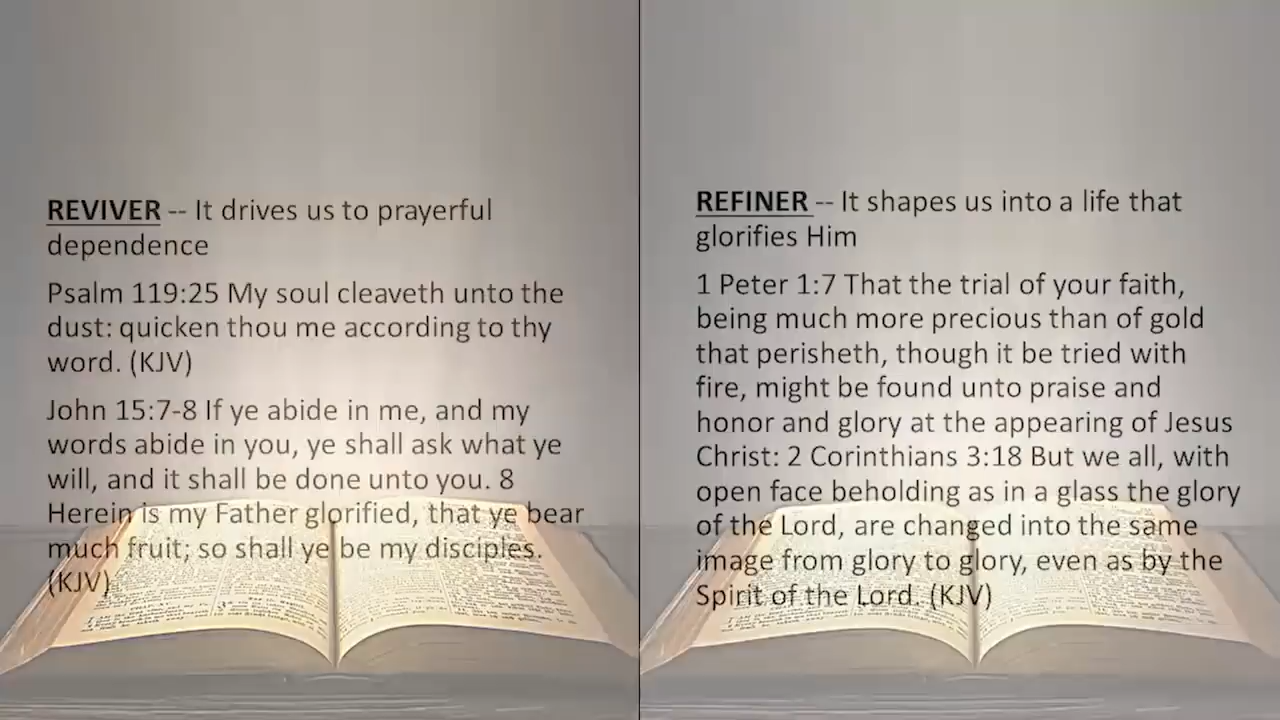 REVIVER -- It drives us to prayerful
dependence
Psalm 119:25 My soul cleaveth unto the
dust: quicken thou me according to thy
word. (KJV)
John 15:7-8 If ye abide in me, and my
words abide in you, ye shall ask what ye
will, and it shall be done unto you. 8
Herein is my Father glorified, that ye bear
much fruit; so shall ye be my disciples.
(KJV)
REFINER -- It shapes us into a life that
glorifies Him
1 Peter 1:7 That the trial of your faith,
being much more precious than of gold
that perisheth, though it be tried with
fire, might be found unto praise and
honor and glory at the appearing of Jesus
Christ: 2 Corinthians 3:18 But we all, with
open face beholding as in a glass the glory
of the Lord, are changed into the same
image from glory to glory, even as by the
Spirit of the Lord. (KJV)